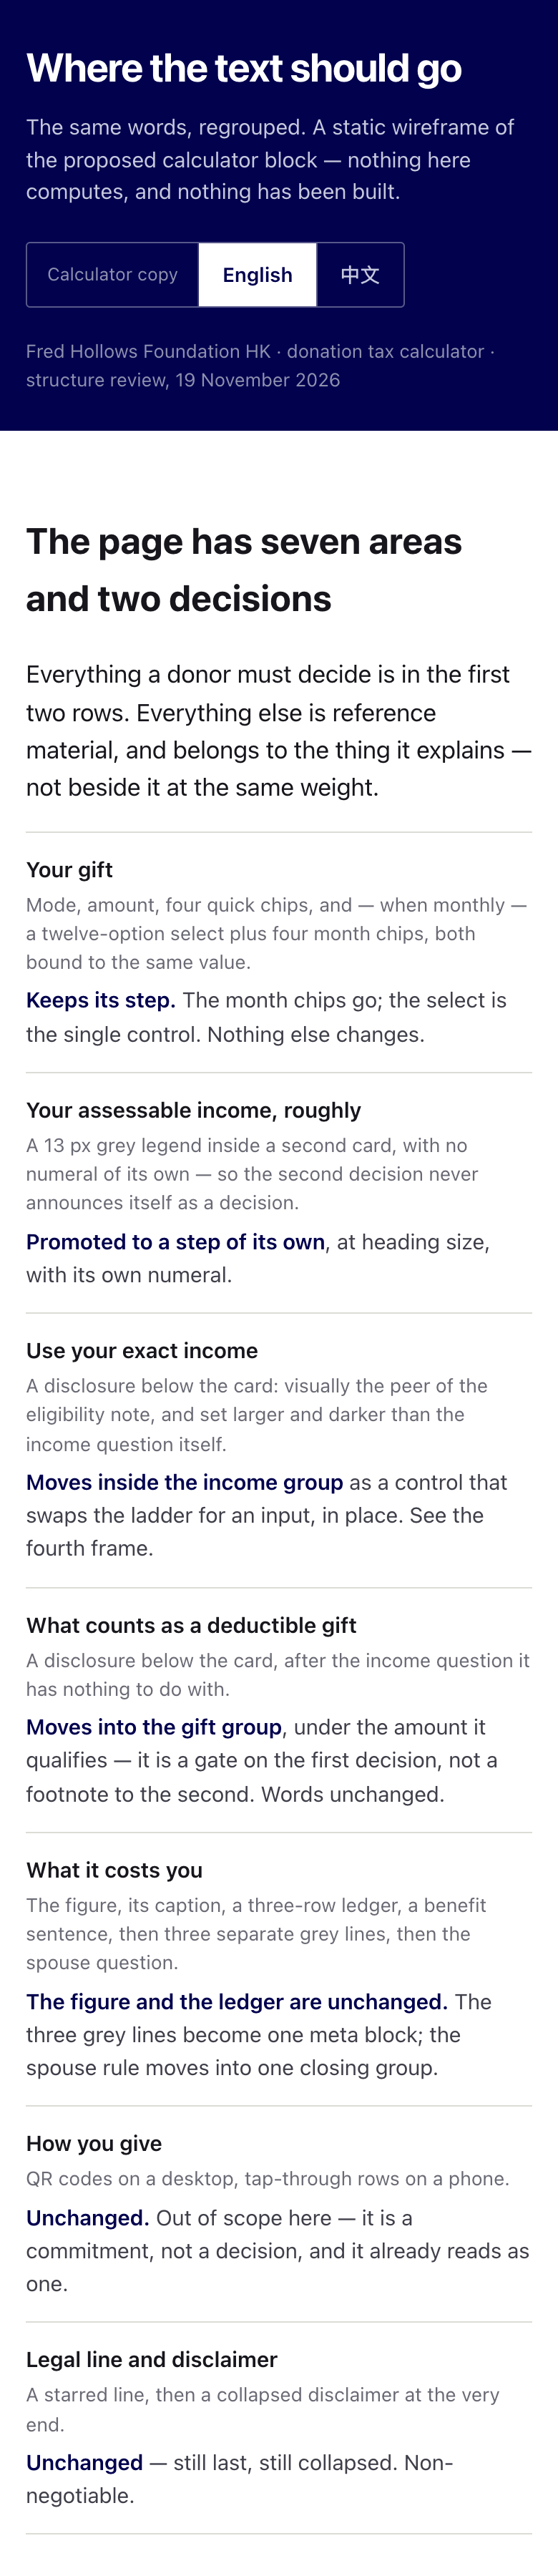 Where the text should go
The same words, regrouped. A static wireframe of
the proposed calculator block — nothing here
computes, and nothing has been built.
Calculator copy
English
中文
Fred Hollows Foundation HK · donation tax calculator ·
structure review, 19 November 2026
The page has seven areas
and two decisions
Everything a donor must decide is in the first
two rows. Everything else is reference
material, and belongs to the thing it explains —
not beside it at the same weight.
Your gift
Mode, amount, four quick chips, and — when monthly —
a twelve-option select plus four month chips, both
bound to the same value.
Keeps its step. The month chips go; the select is
the single control. Nothing else changes.
Your assessable income, roughly
A 13 px grey legend inside a second card, with no
numeral of its own — so the second decision never
announces itself as a decision.
Promoted to a step of its own, at heading size,
with its own numeral.
Use your exact income
A disclosure below the card: visually the peer of the
eligibility note, and set larger and darker than the
income question itself.
Moves inside the income group as a control that
swaps the ladder for an input, in place. See the
fourth frame.
What counts as a deductible gift
A disclosure below the card, after the income question it
has nothing to do with.
Moves into the gift group, under the amount it
qualifies — it is a gate on the first decision, not a
footnote to the second. Words unchanged.
What it costs you
The figure, its caption, a three-row ledger, a benefit
sentence, then three separate grey lines, then the
spouse question.
The figure and the ledger are unchanged. The
three grey lines become one meta block; the
spouse rule moves into one closing group.
How you give
QR codes on a desktop, tap-through rows on a phone.
Unchanged. Out of scope here — it is a
commitment, not a decision, and it already reads as
one.
Legal line and disclaimer
A starred line, then a collapsed disclaimer at the very
end.
Unchanged — still last, still collapsed. Non-
negotiable.